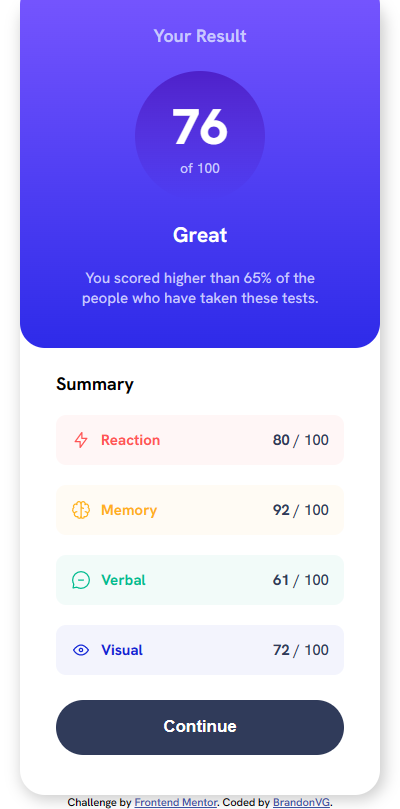 Your Result
76
of 100
Great
You scored higher than 65% of the
people who have taken these tests.
Summary
Reaction 80 / 100
Memory 92 / 100
Verbal 61 / 100
Visual 72 / 100
Continue
Challenge by Frontend Mentor. Coded by BrandonVG.